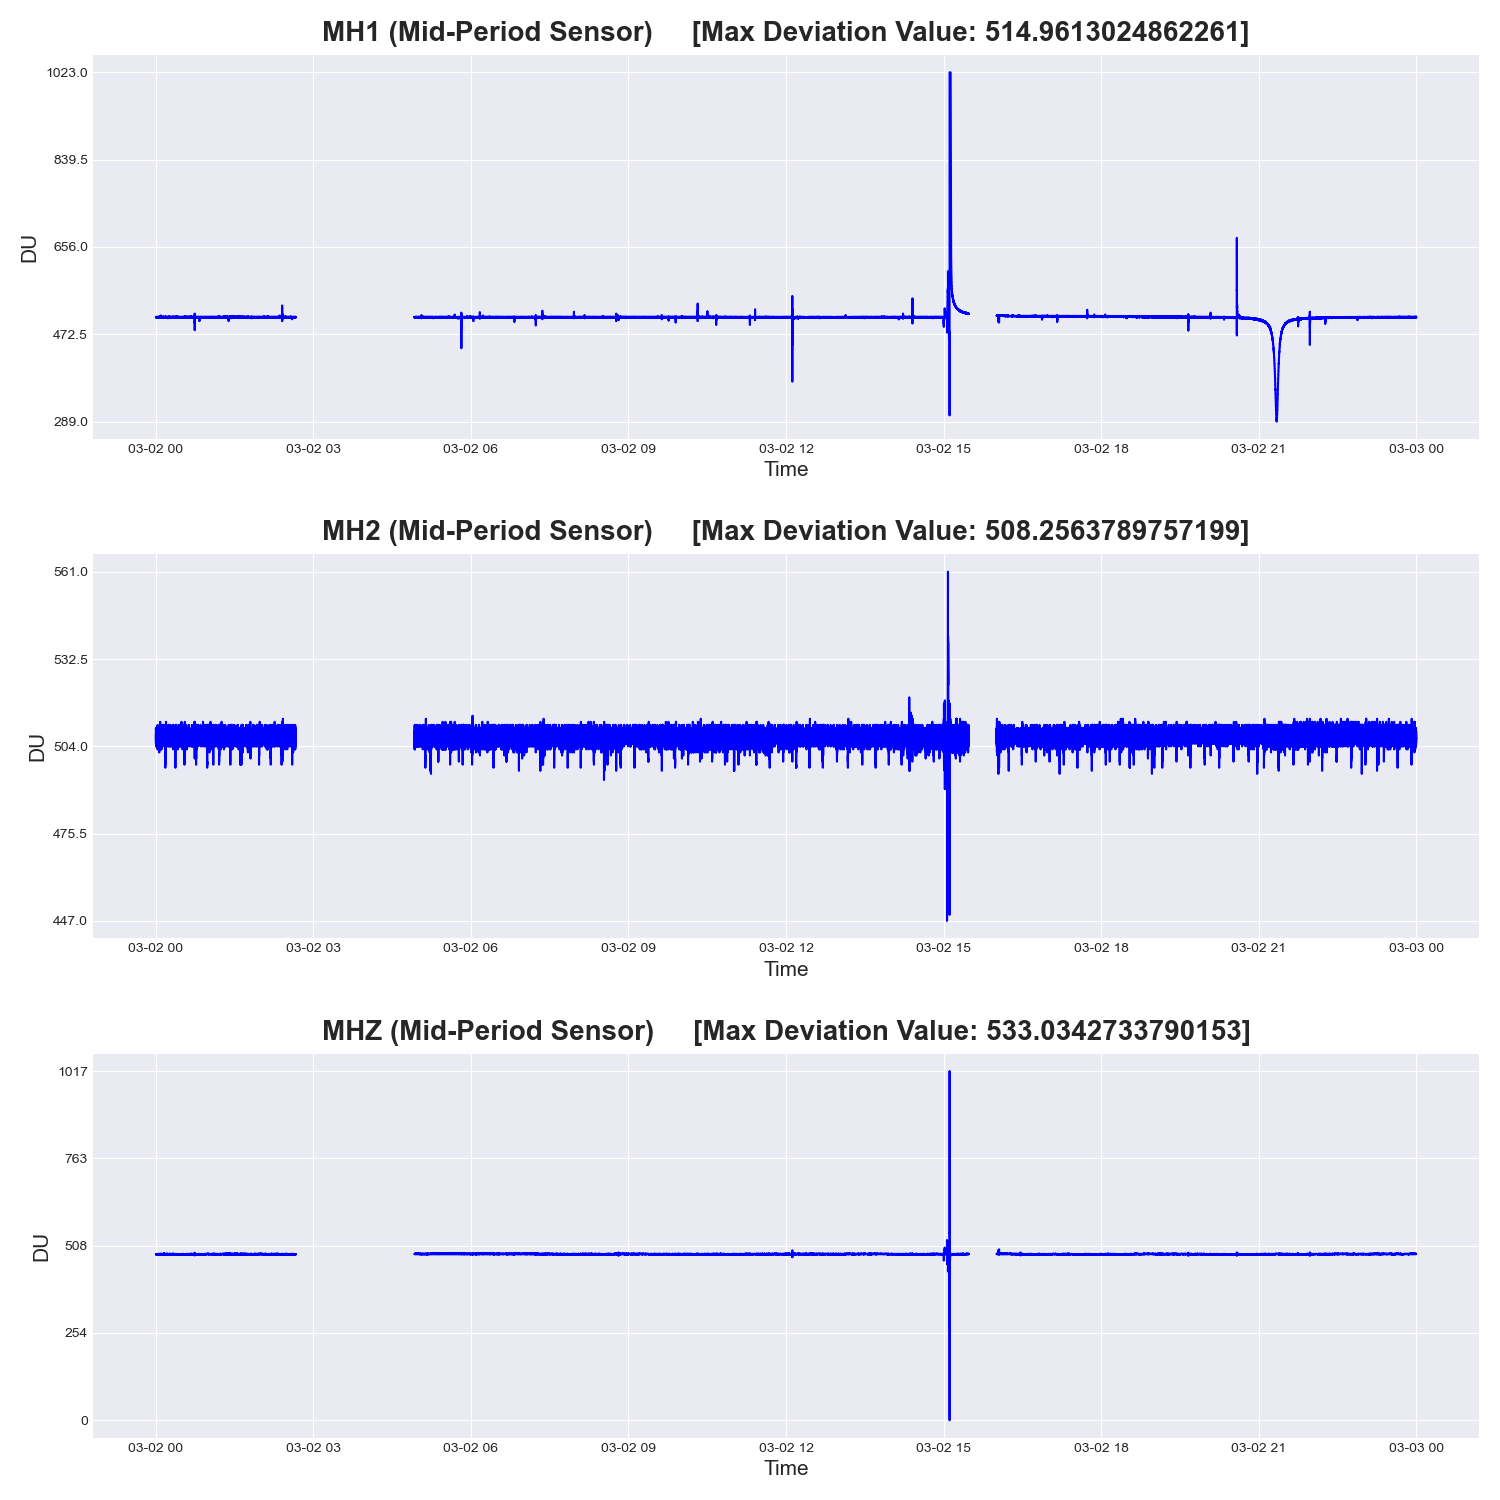 MH1 (Mid-Period Sensor) [Max Deviation Value: 514.9613024862261]
1023.0
839.5
656.0
472.5
289.0
DU
03-02 00 03-02 03 03-02 06 03-02 09 03-02 12 03-02 15 03-02 18 03-02 21 03-03 00
Time
MH2 (Mid-Period Sensor) [Max Deviation Value: 508.2563789757199]
561.0
532.5
504.0
475.5
447.0
DU
03-02 00 03-02 03 03-02 06 03-02 09 03-02 12 03-02 15 03-02 18 03-02 21 03-03 00
Time
MHZ (Mid-Period Sensor) [Max Deviation Value: 533.0342733790153]
1017
763
508
254
0
DU
03-02 00 03-02 03 03-02 06 03-02 09 03-02 12 03-02 15 03-02 18 03-02 21 03-03 00
Time